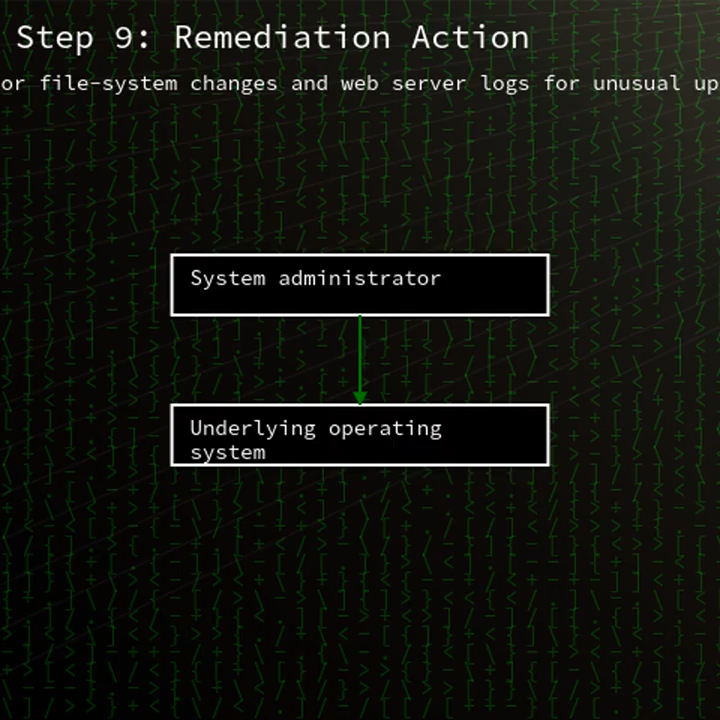 Step 9: Remediation Action
or file-system changes and web server logs for unusual up
System administrator
Underlying operating
system